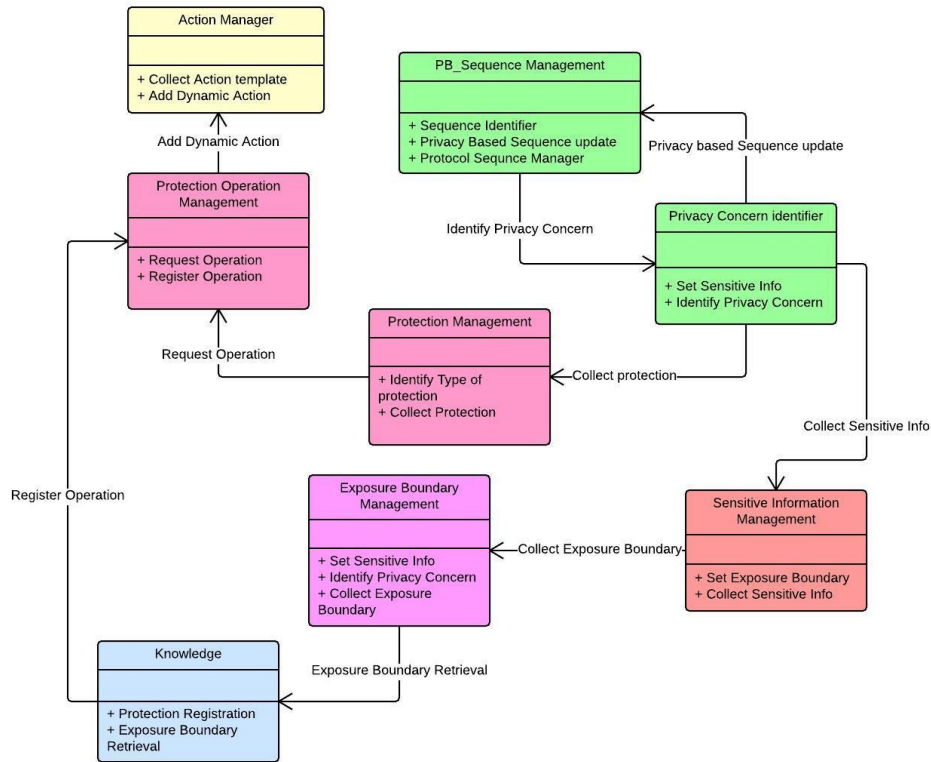 Action Manager
+ Collect Action template
+ Add Dynamic Action
PB_Sequence Management
+ Sequence Identifier
+ Privacy Based Sequence update
+ Protocol Sequnce Manager
Add Dynamic Action
Privacy based Sequence update
Protection Operation
Management
+ Request Operation
+ Register Operation
Identify Privacy Concern
Privacy Concern identifier
+ Set Sensitive Info
+ Identify Privacy Concern
Protection Management
+ Identify Type of
protection
+ Collect Protection
Request Operation
Collect protection
Collect Sensitive Info
Register Operation
Exposure Boundary
Management
+ Set Sensitive Info
+ Identify Privacy Concern
+ Collect Exposure
Boundary
Collect Exposure Boundary
Sensitive Information
Management
+ Set Exposure Boundary
+ Collect Sensitive Info
Exposure Boundary Retrieval
Knowledge
+ Protection Registration
+ Exposure Boundary
Retrieval